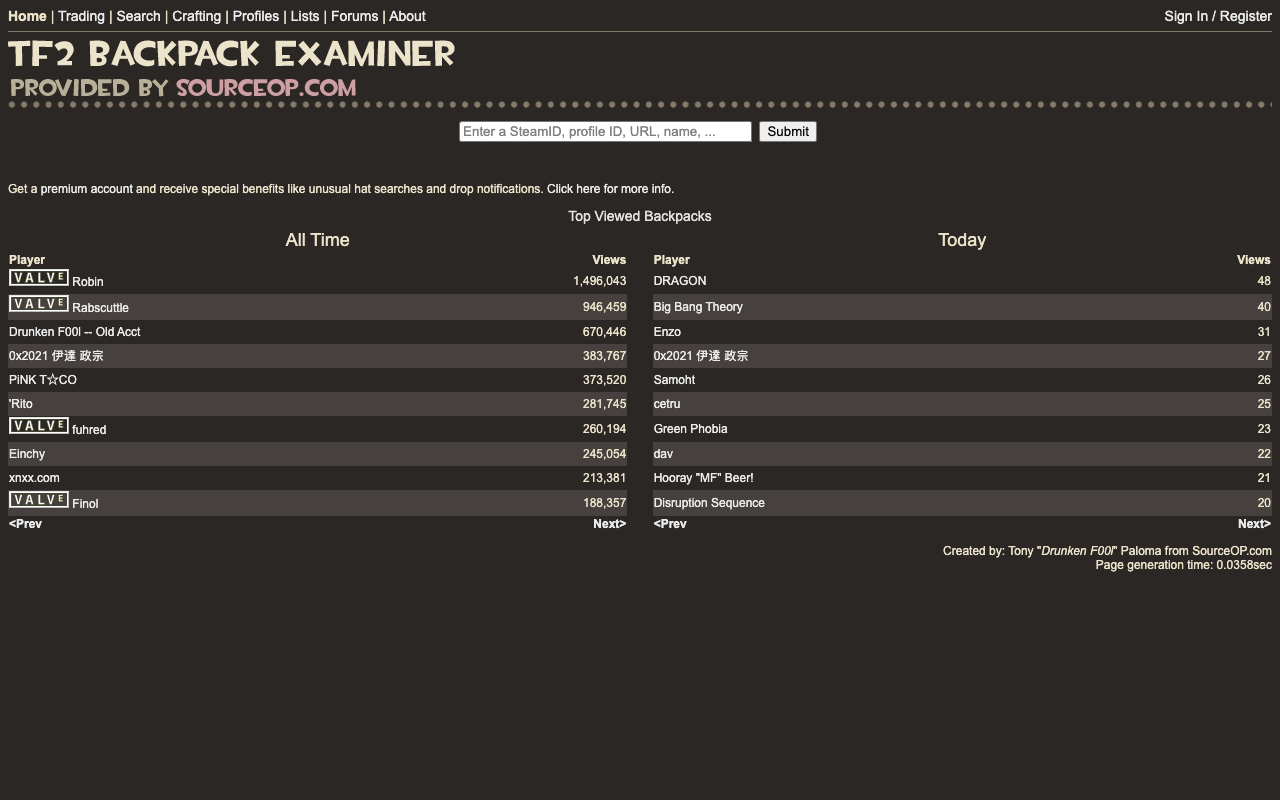 Home | Trading | Search | Crafting | Profiles | Lists | Forums | About
Sign In / Register
TF2 BACKPACK EXAMINER
PROVIDED BY SOURCEOP.COM
Enter a SteamID, profile ID, URL, name, ...
Submit
Get a premium account and receive special benefits like unusual hat searches and drop notifications. Click here for more info.
Top Viewed Backpacks
All Time
Player Views
VALVE Robin 1,496,043
VALVE Rabscuttle 946,459
Drunken F00l -- Old Acct 670,446
0x2021 伊達 政宗 383,767
PiNK T☆CO 373,520
'Rito 281,745
VALVE fuhred 260,194
Einchy 245,054
xnxx.com 213,381
VALVE Finol 188,357
<Prev Next>
Today
Player Views
DRAGON 48
Big Bang Theory 40
Enzo 31
0x2021 伊達 政宗 27
Samoht 26
cetru 25
Green Phobia 23
dav 22
Hooray "MF" Beer! 21
Disruption Sequence 20
<Prev Next>
Created by: Tony "Drunken F00l" Paloma from SourceOP.com
Page generation time: 0.0358sec